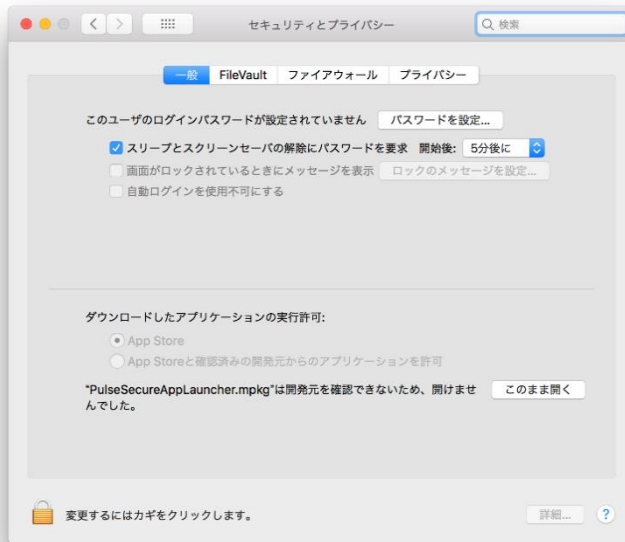 セキュリティとプライバシー
検索
一般 FileVault ファイアウォール プライバシー
このユーザのログインパスワードが設定されていません パスワードを設定...
スリープとスクリーンセーバの解除にパスワードを要求 開始後: 5分後に
画面がロックされているときにメッセージを表示 ロックのメッセージを設定...
自動ログインを使用不可にする
ダウンロードしたアプリケーションの実行許可:
App Store
App Storeと確認済みの開発元からのアプリケーションを許可
"PulseSecureAppLauncher.mpkg"は開発元を確認できないため、開けませ このまま開く
んでした。
変更するにはカギをクリックします。 詳細... ?